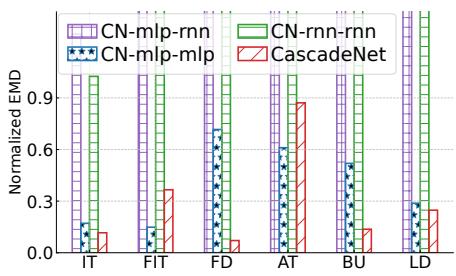 CN-mlp-rnn CN-rnn-rnn
CN-mlp-mlp CascadeNet
Normalized EMD
0.9
0.6
0.3
0.0
IT FIT FD AT BU LD